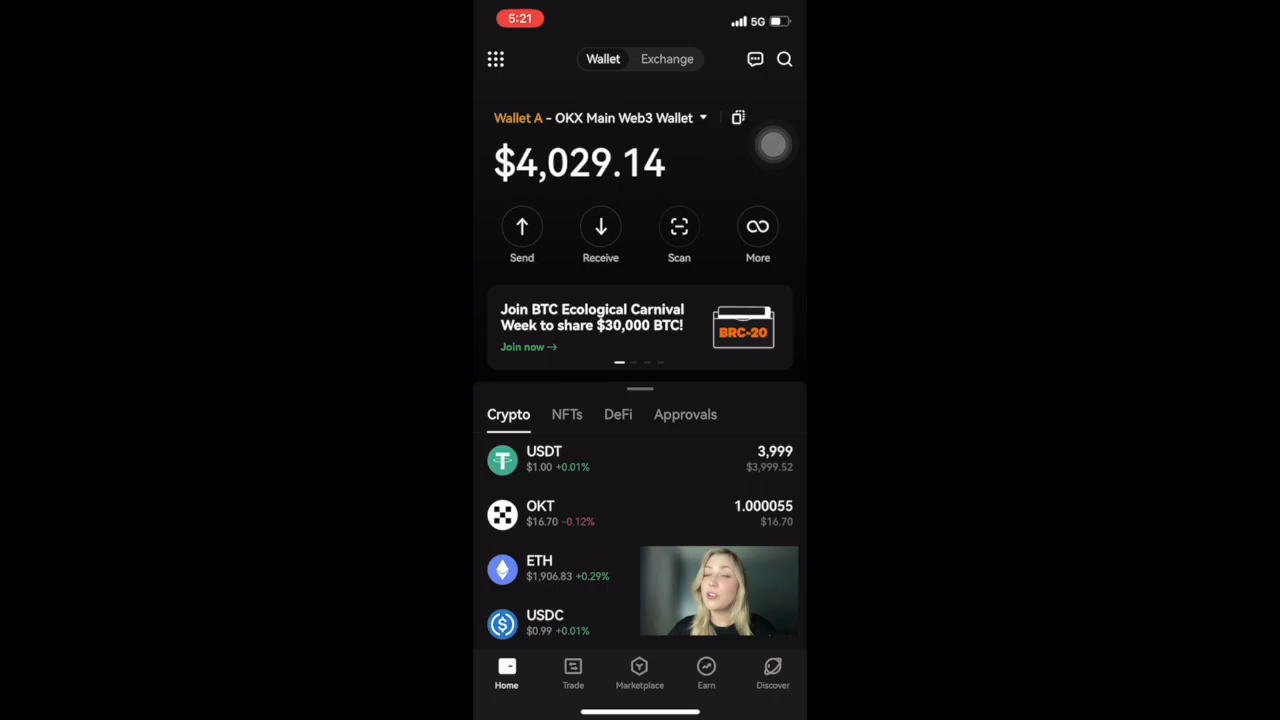 5:21
5G
Wallet
Exchange
Wallet A - OKX Main Web3 Wallet
$4,029.14
Send
Receive
Scan
More
Join BTC Ecological Carnival
Week to share $30,000 BTC!
Join now →
BRC-20
Crypto
NFTs
DeFi
Approvals
USDT
3,999
$1.00 +0.01%
$3,999.52
OKT
1.000055
$16.70 -0.12%
$16.70
ETH
$1,906.83 +0.29%
USDC
$0.99 +0.01%
Home
Trade
Marketplace
Earn
Discover